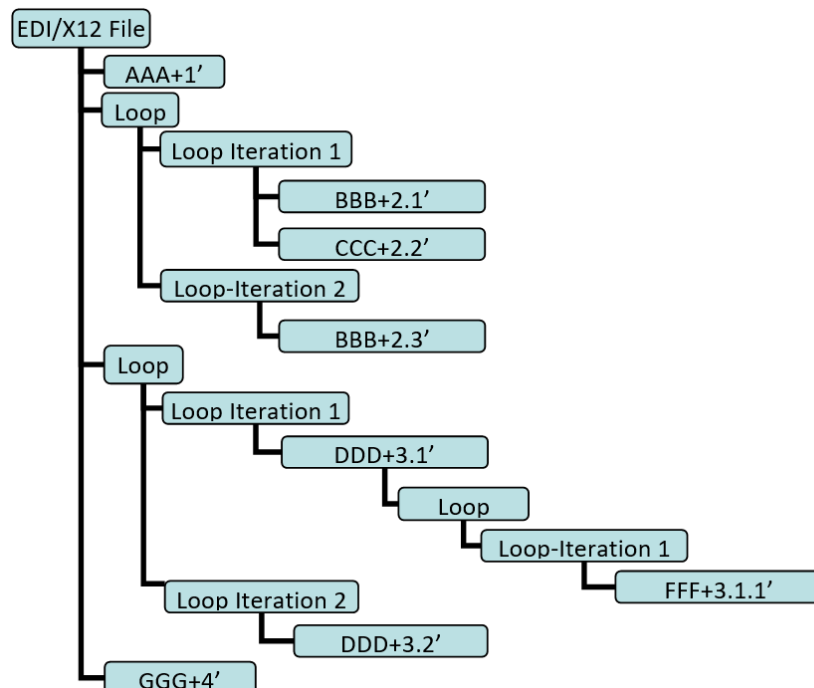 EDI/X12 File
AAA+1’
Loop
Loop Iteration 1
BBB+2.1’
CCC+2.2’
Loop-Iteration 2
BBB+2.3’
Loop
Loop Iteration 1
DDD+3.1’
Loop
Loop-Iteration 1
FFF+3.1.1’
Loop Iteration 2
DDD+3.2’
GGG+4’